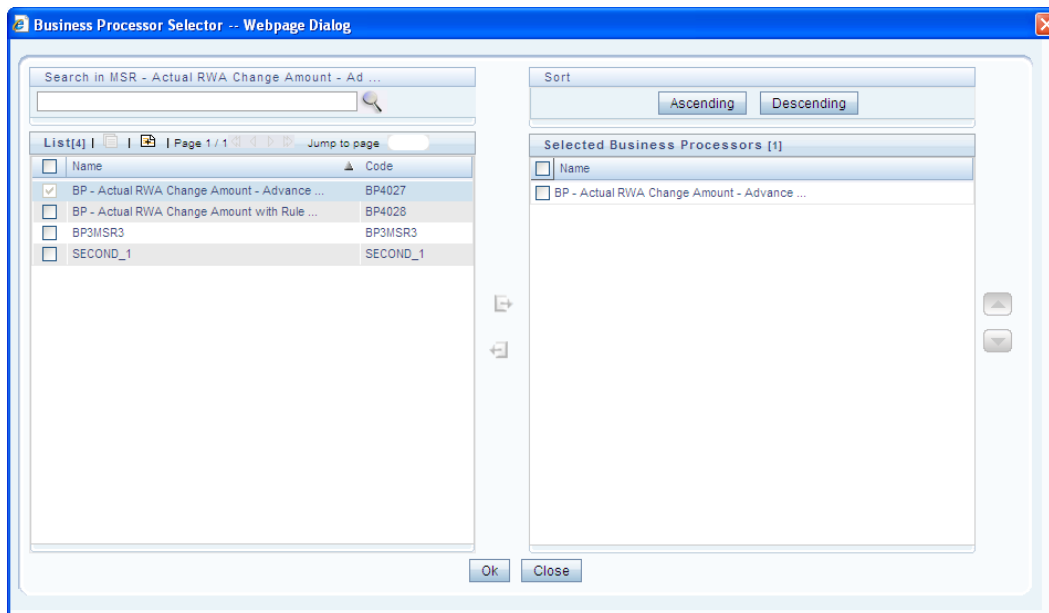 Business Processor Selector -- Webpage Dialog
Search in MSR - Actual RWA Change Amount - Ad ...
List[4] | | | Page 1 / 1 Jump to page
Name Code
BP - Actual RWA Change Amount - Advance ... BP4027
BP - Actual RWA Change Amount with Rule ... BP4028
BP3MSR3 BP3MSR3
SECOND_1 SECOND_1
Sort
Ascending Descending
Selected Business Processors [1]
Name
BP - Actual RWA Change Amount - Advance ...
Ok Close